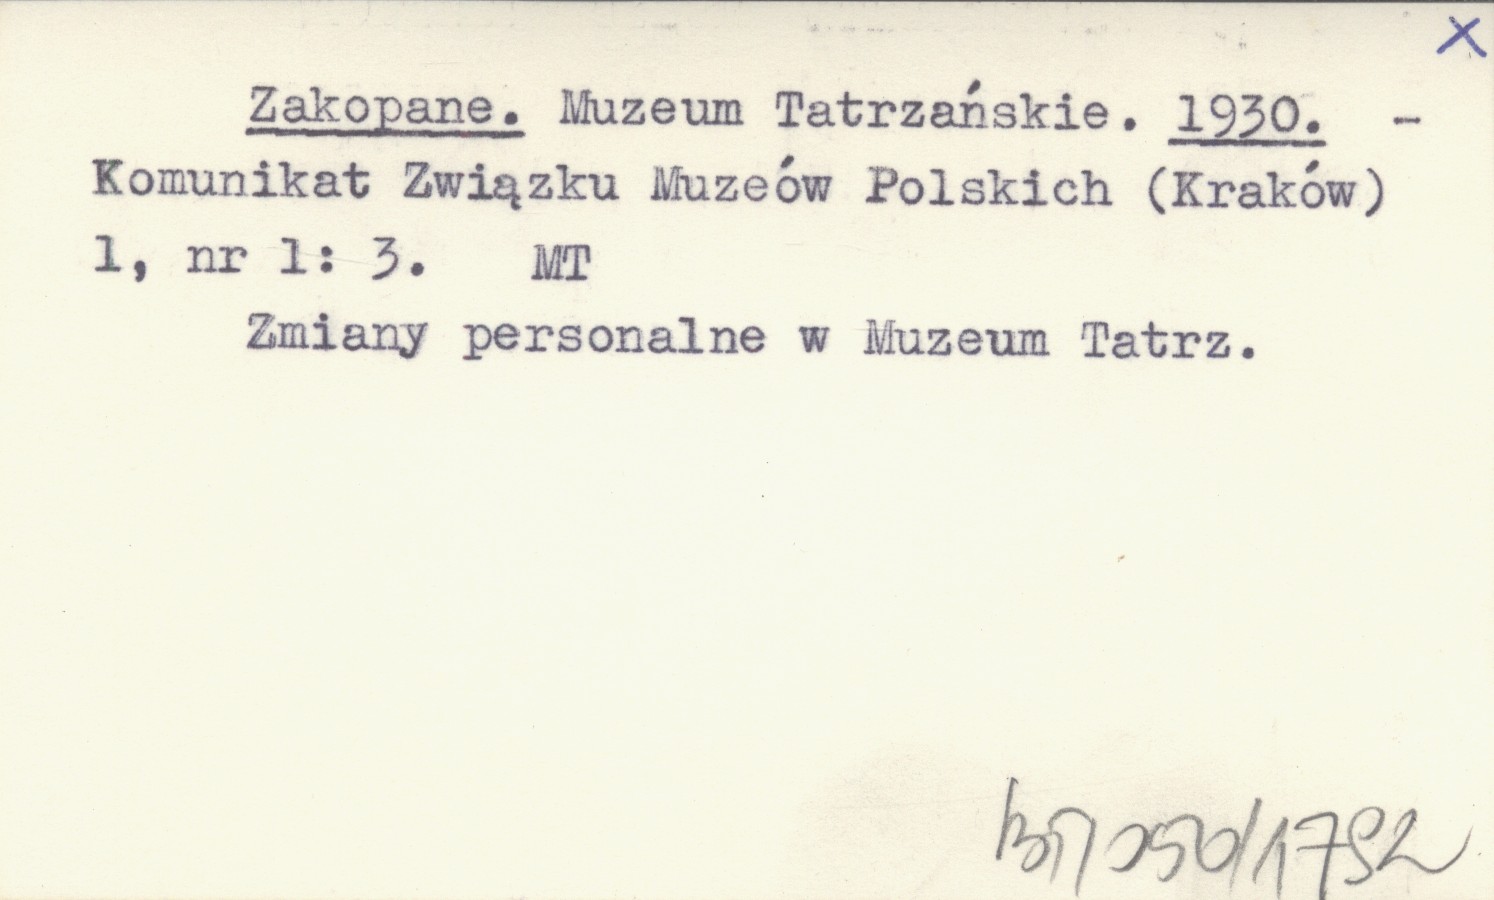 X
Zakopane. Muzeum Tatrzańskie. 1930. -
Komunikat Związku Muzeów Polskich (Kraków)
1, nr 1: 3. MT
Zmiany personalne w Muzeum Tatrz.